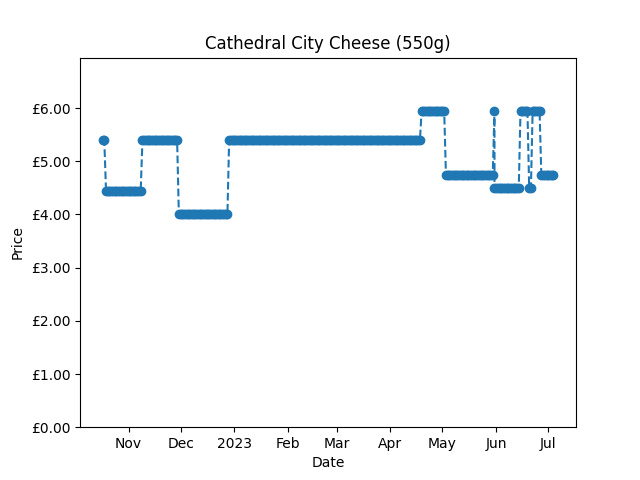 Cathedral City Cheese (550g)
£6.00
£5.00
£4.00
£3.00
£2.00
£1.00
£0.00
Price
Nov Dec 2023 Feb Mar Apr May Jun Jul
Date